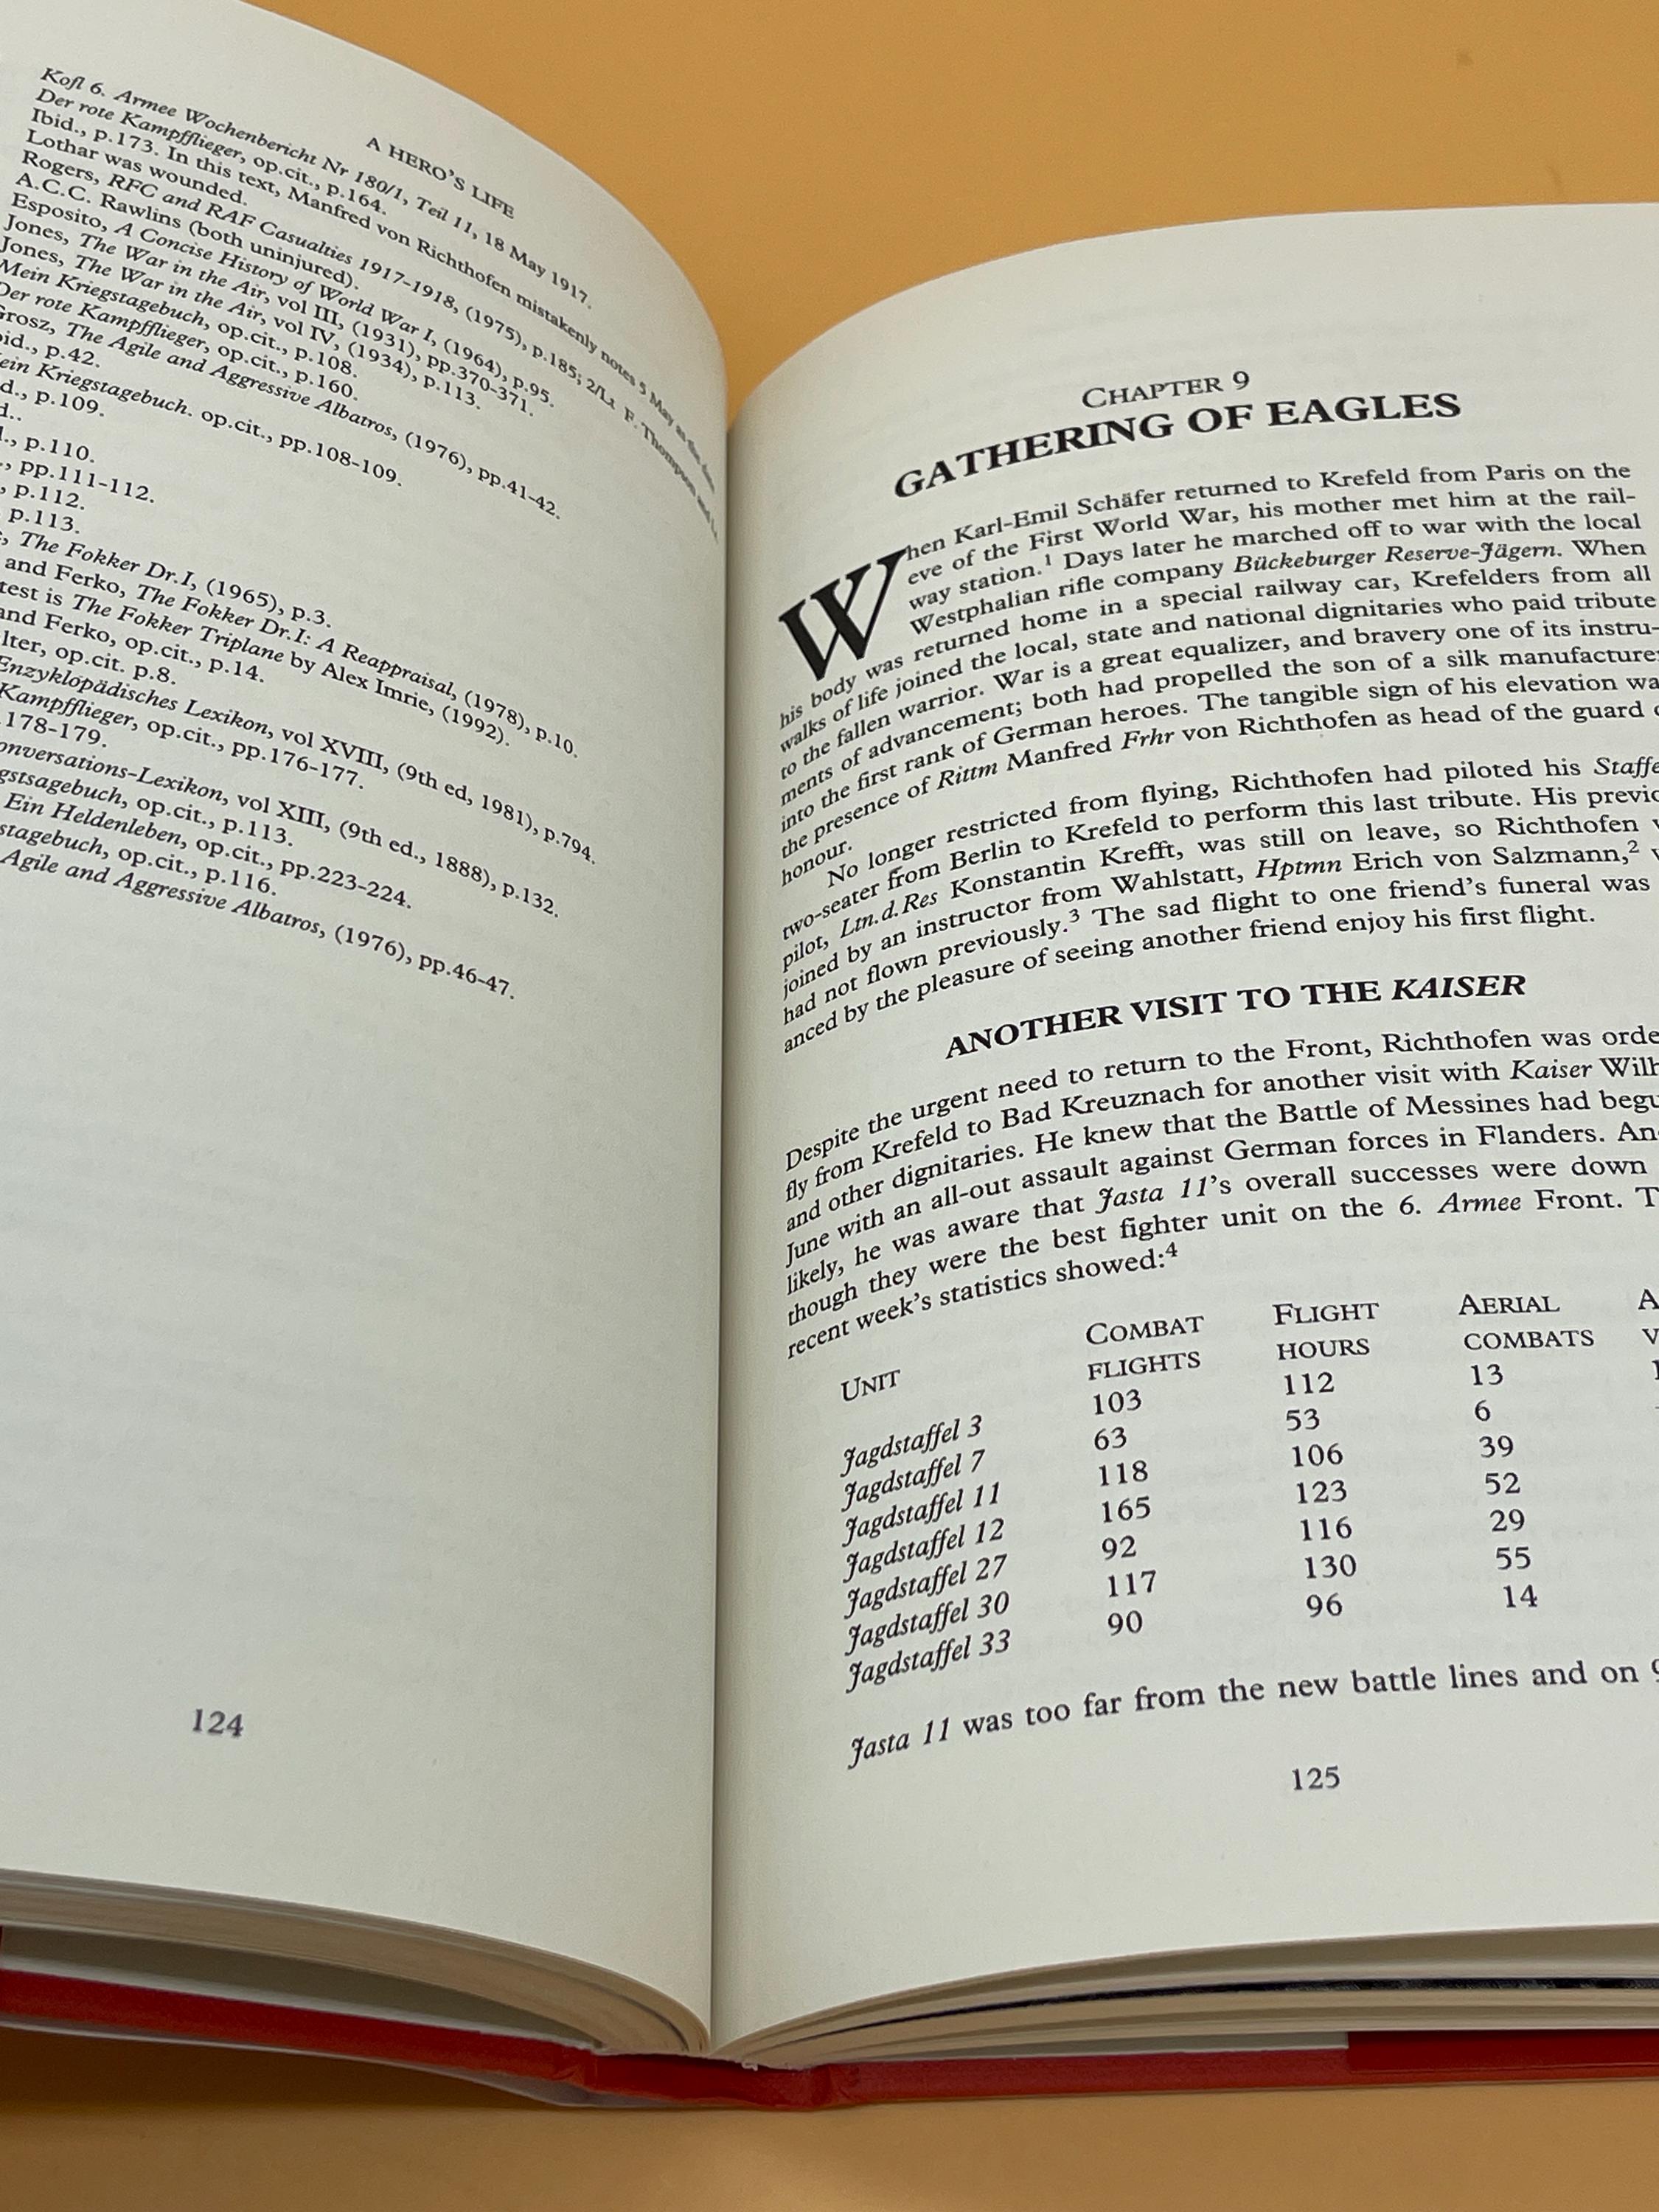 A HERO'S LIFE
Kofl 6. Armee Wochenbericht Nr 180/1, Teil 11, 18 May 1917.
Der rote Kampfflieger, op.cit., p.164.
Ibid., p.173. In this text, Manfred von Richthofen mistakenly notes 5 May as the
Lothar was wounded.
Rogers, RFC and RAF Casualties 1917-1918, (1975), p.185; 2/Lt F. Thompson and
A.C.C. Rawlins (both uninjured).
Esposito, A Concise History of World War I, (1964), p.95.
Jones, The War in the Air, vol III, (1931), pp.370-371.
Jones, The War in the Air, vol IV, (1934), p.113.
Mein Kriegstagebuch, op.cit., p.108.
Der rote Kampfflieger, op.cit., p.160.
Grosz, The Agile and Aggressive Albatros, (1976), pp.41-42.
bid., p.42.
ein Kriegstagebuch. op.cit., pp.108-109.
d., p.109.
d..
., p.110.
., pp.111-112.
, p.112.
p.113.
, The Fokker Dr.I, (1965), p.3.
and Ferko, The Fokker Dr.I: A Reappraisal, (1978), p.10.
test is The Fokker Triplane by Alex Imrie, (1992).
and Ferko, op.cit., p.14.
lter, op.cit. p.8.
Enzyklopädisches Lexikon, vol XVIII, (9th ed, 1981), p.794.
Kampfflieger, op.cit., pp.176-177.
178-179.
onversations-Lexikon, vol XIII, (9th ed., 1888), p.132.
gstsagebuch, op.cit., p.113.
Ein Heldenleben, op.cit., pp.223-224.
stagebuch, op.cit., p.116.
Agile and Aggressive Albatros, (1976), pp.46-47.
124
CHAPTER 9
GATHERING OF EAGLES
When Karl-Emil Schäfer returned to Krefeld from Paris on the
eve of the First World War, his mother met him at the rail-
way station.1 Days later he marched off to war with the local
Westphalian rifle company Bückeburger Reserve-Jägern. When
his body was returned home in a special railway car, Krefelders from all
walks of life joined the local, state and national dignitaries who paid tribute
to the fallen warrior. War is a great equalizer, and bravery one of its instru-
ments of advancement; both had propelled the son of a silk manufacturer
into the first rank of German heroes. The tangible sign of his elevation wa
the presence of Rittm Manfred Frhr von Richthofen as head of the guard o
honour.
No longer restricted from flying, Richthofen had piloted his Staffe
two-seater from Berlin to Krefeld to perform this last tribute. His previo
pilot, Ltn.d.Res Konstantin Krefft, was still on leave, so Richthofen w
joined by an instructor from Wahlstatt, Hptmn Erich von Salzmann,2 w
had not flown previously.3 The sad flight to one friend's funeral was
anced by the pleasure of seeing another friend enjoy his first flight.
ANOTHER VISIT TO THE KAISER
Despite the urgent need to return to the Front, Richthofen was orde
fly from Krefeld to Bad Kreuznach for another visit with Kaiser Wilh
and other dignitaries. He knew that the Battle of Messines had begu
June with an all-out assault against German forces in Flanders. An
likely, he was aware that Jasta 11's overall successes were down
though they were the best fighter unit on the 6. Armee Front. T
recent week's statistics showed:4
UNIT COMBAT FLIGHT AERIAL A
FLIGHTS HOURS COMBATS V
Jagdstaffel 3 103 112 13
Jagdstaffel 7 63 53 6
Jagdstaffel 11 118 106 39
Jagdstaffel 12 165 123 52
Jagdstaffel 27 92 116 29
Jagdstaffel 30 117 130 55
Jagdstaffel 33 90 96 14
Jasta 11 was too far from the new battle lines and on 9
125